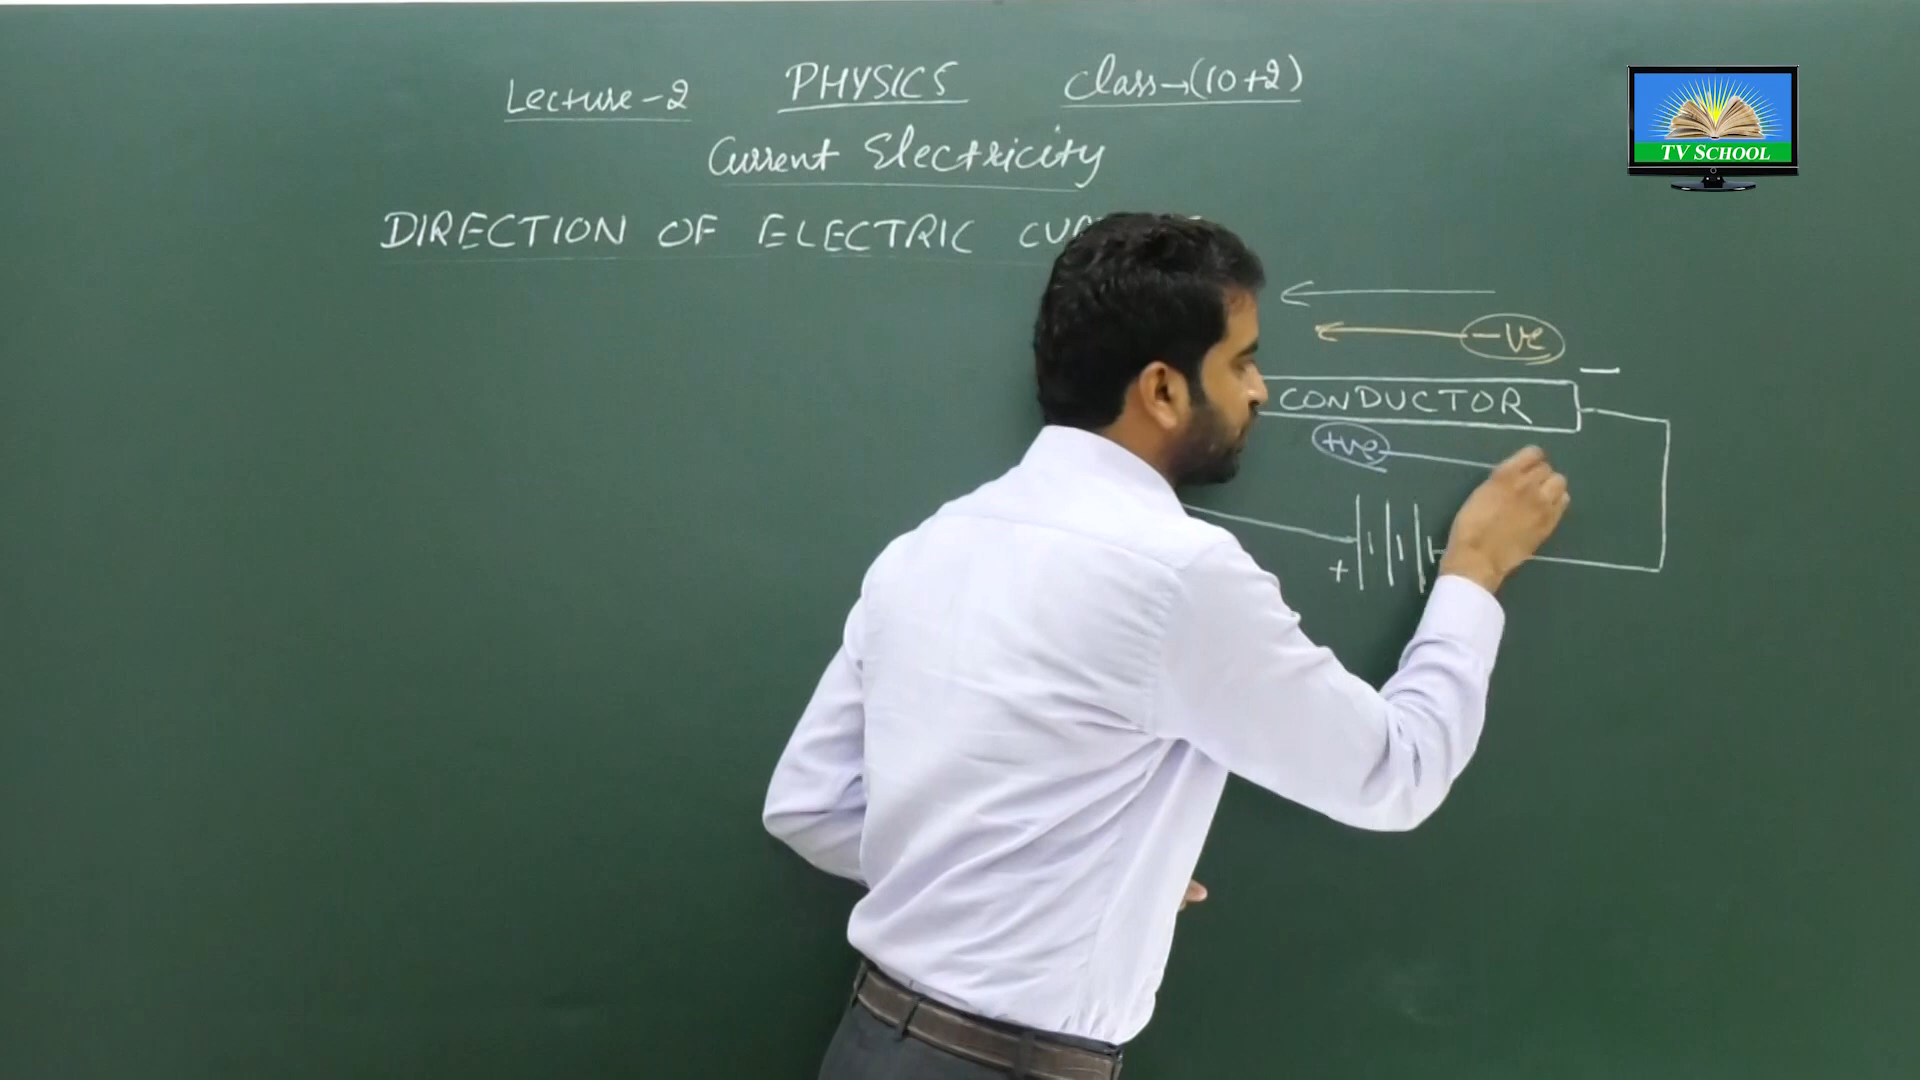 Lecture-2 PHYSICS Class→(10+2)
Current Electricity
DIRECTION OF ELECTRIC
-ve
-
CONDUCTOR
+ve
+
TV SCHOOL